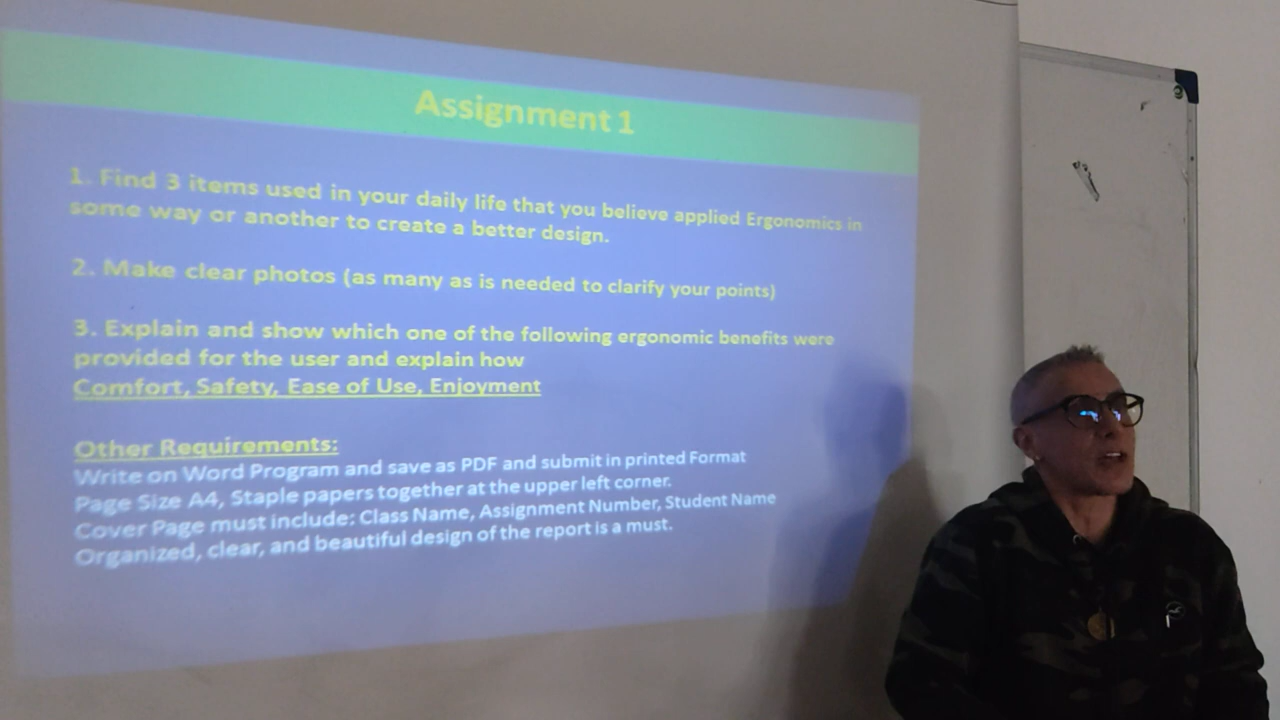 Assignment 1
1. Find 3 items used in your daily life that you believe applied Ergonomics in
some way or another to create a better design.
2. Make clear photos (as many as is needed to clarify your points)
3. Explain and show which one of the following ergonomic benefits were
provided for the user and explain how
Comfort, Safety, Ease of Use, Enjoyment
Other Requirements:
Write on Word Program and save as PDF and submit in printed Format
Page Size A4, Staple papers together at the upper left corner.
Cover Page must include: Class Name, Assignment Number, Student Name
Organized, clear, and beautiful design of the report is a must.